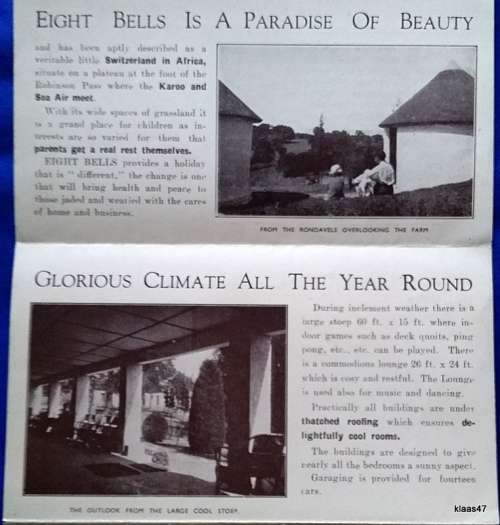 EIGHT BELLS IS A PARADISE OF BEAUTY
and has been aptly described as a
veritable little Switzerland in Africa,
situate on a plateau at the foot of the
Robinson Pass where the Karoo and
Sea Air meet.
With its wide spaces of grassland it
is a grand place for children as in-
terests are so varied for them that
parents get a real rest themselves.
EIGHT BELLS provides a holiday
that is "different," the change is one
that will bring health and peace to
those jaded and wearied with the cares
of home and business.
FROM THE RONDAVELS OVERLOOKING THE FARM
GLORIOUS CLIMATE ALL THE YEAR ROUND
During inclement weather there is a
large stoep 60 ft. x 15 ft. where in-
door games such as deck quoits, ping
pong, etc., etc. can be played. There
is a commodious lounge 26 ft. x 24 ft.
which is cosy and restful. The Lounge
is used also for music and dancing.
Practically all buildings are under
thatched roofing which ensures de-
lightfully cool rooms.
The buildings are designed to give
nearly all the bedrooms a sunny aspect.
Garaging is provided for fourteen
cars.
THE OUTLOOK FROM THE LARGE COOL STOEP.
klaas47